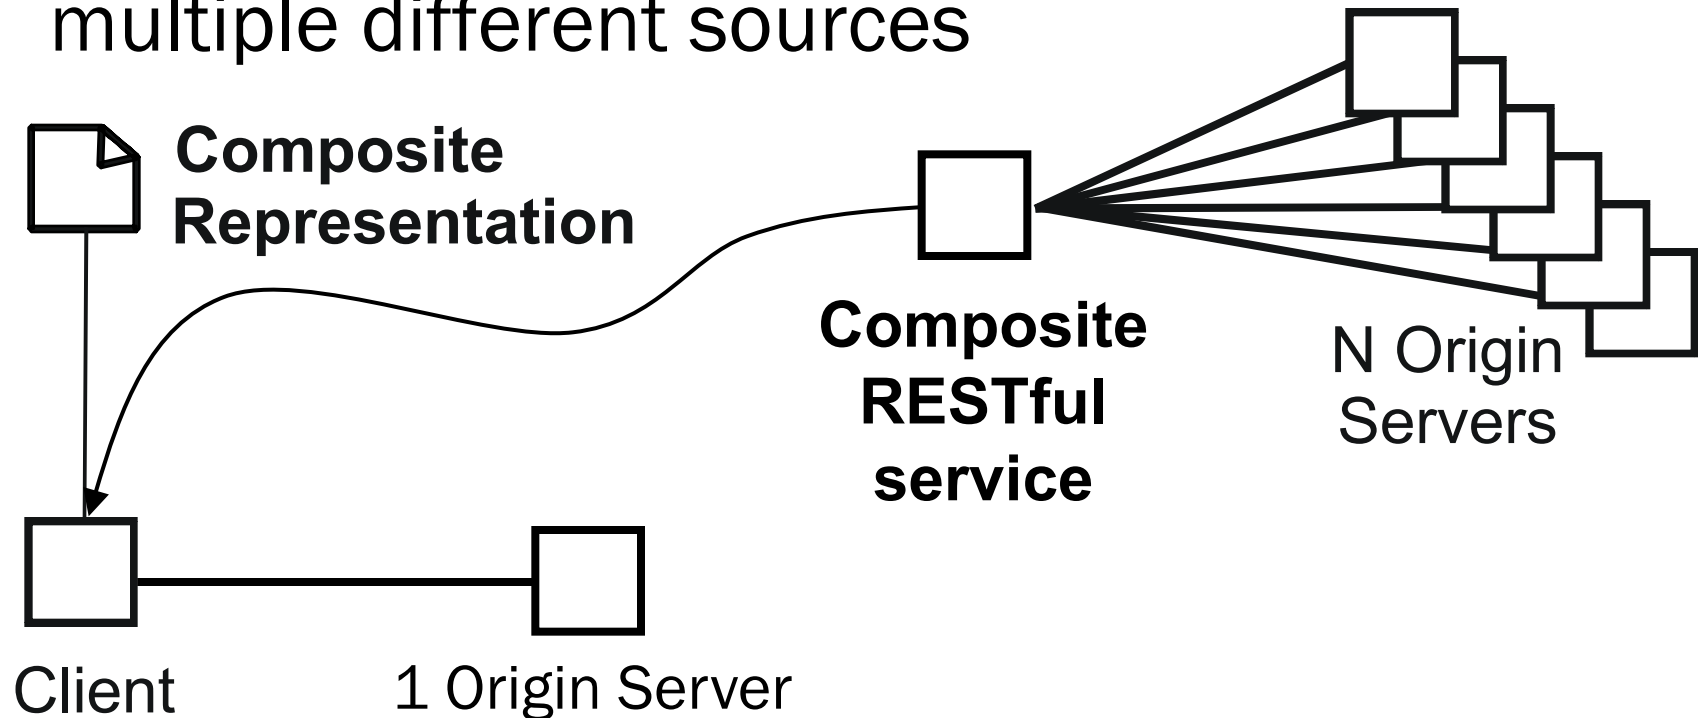 multiple different sources
Composite
Representation
Composite
RESTful
service
N Origin
Servers
Client
1 Origin Server